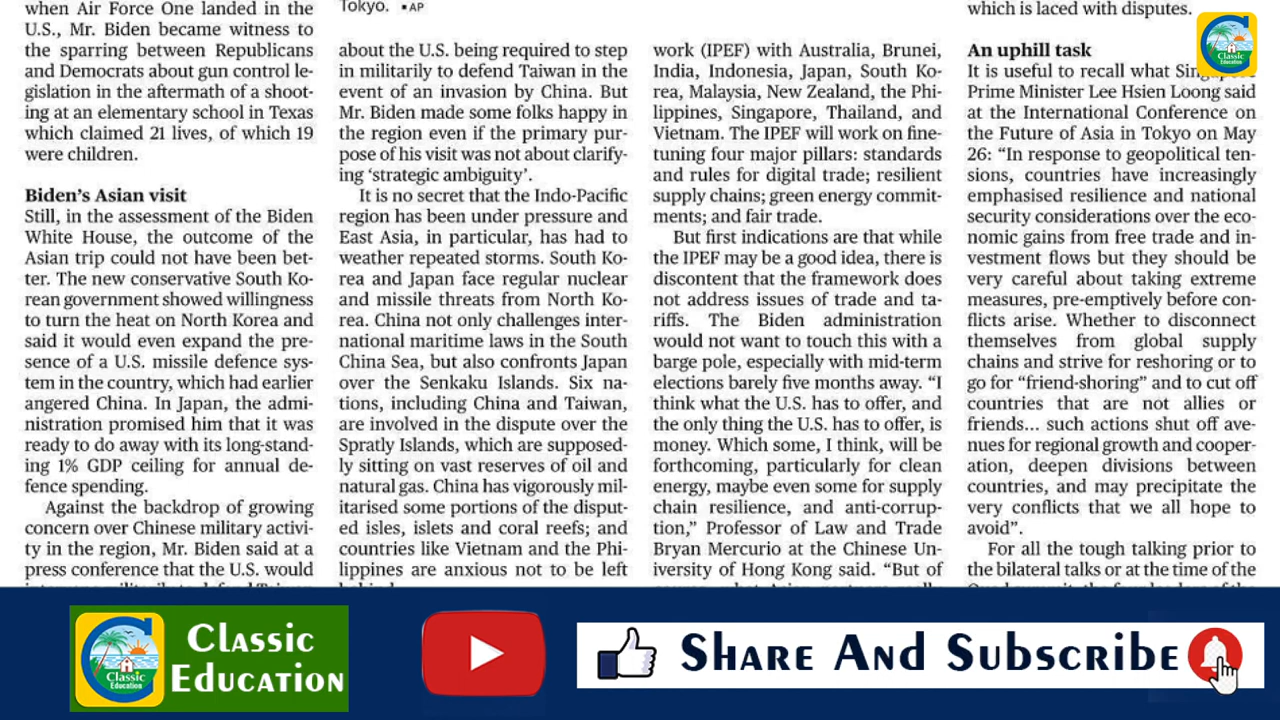 when Air Force One landed in the
U.S., Mr. Biden became witness to
the sparring between Republicans
and Democrats about gun control le-
gislation in the aftermath of a shoot-
ing at an elementary school in Texas
which claimed 21 lives, of which 19
were children.
Biden's Asian visit
Still, in the assessment of the Biden
White House, the outcome of the
Asian trip could not have been bet-
ter. The new conservative South Ko-
rean government showed willingness
to turn the heat on North Korea and
said it would even expand the pre-
sence of a U.S. missile defence sys-
tem in the country, which had earlier
angered China. In Japan, the admi-
nistration promised him that it was
ready to do away with its long-stand-
ing 1% GDP ceiling for annual de-
fence spending.
Against the backdrop of growing
concern over Chinese military activi-
ty in the region, Mr. Biden said at a
press conference that the U.S. would
Tokyo. ▪AP
about the U.S. being required to step
in militarily to defend Taiwan in the
event of an invasion by China. But
Mr. Biden made some folks happy in
the region even if the primary pur-
pose of his visit was not about clarify-
ing ‘strategic ambiguity’.
It is no secret that the Indo-Pacific
region has been under pressure and
East Asia, in particular, has had to
weather repeated storms. South Ko-
rea and Japan face regular nuclear
and missile threats from North Ko-
rea. China not only challenges inter-
national maritime laws in the South
China Sea, but also confronts Japan
over the Senkaku Islands. Six na-
tions, including China and Taiwan,
are involved in the dispute over the
Spratly Islands, which are supposed-
ly sitting on vast reserves of oil and
natural gas. China has vigorously mil-
itarised some portions of the disput-
ed isles, islets and coral reefs; and
countries like Vietnam and the Phi-
lippines are anxious not to be left
work (IPEF) with Australia, Brunei,
India, Indonesia, Japan, South Ko-
rea, Malaysia, New Zealand, the Phi-
lippines, Singapore, Thailand, and
Vietnam. The IPEF will work on fine-
tuning four major pillars: standards
and rules for digital trade; resilient
supply chains; green energy commit-
ments; and fair trade.
But first indications are that while
the IPEF may be a good idea, there is
discontent that the framework does
not address issues of trade and ta-
riffs. The Biden administration
would not want to touch this with a
barge pole, especially with mid-term
elections barely five months away. “I
think what the U.S. has to offer, and
the only thing the U.S. has to offer, is
money. Which some, I think, will be
forthcoming, particularly for clean
energy, maybe even some for supply
chain resilience, and anti-corrup-
tion,” Professor of Law and Trade
Bryan Mercurio at the Chinese Un-
iversity of Hong Kong said. “But of
which is laced with disputes.
An uphill task
It is useful to recall what Singapore
Prime Minister Lee Hsien Loong said
at the International Conference on
the Future of Asia in Tokyo on May
26: “In response to geopolitical ten-
sions, countries have increasingly
emphasised resilience and national
security considerations over the eco-
nomic gains from free trade and in-
vestment flows but they should be
very careful about taking extreme
measures, pre-emptively before con-
flicts arise. Whether to disconnect
themselves from global supply
chains and strive for reshoring or to
go for “friend-shoring” and to cut off
countries that are not allies or
friends... such actions shut off ave-
nues for regional growth and cooper-
ation, deepen divisions between
countries, and may precipitate the
very conflicts that we all hope to
avoid”.
For all the tough talking prior to
the bilateral talks or at the time of the
Classic
Education
Classic
Education
Classic
Education
Share And Subscribe